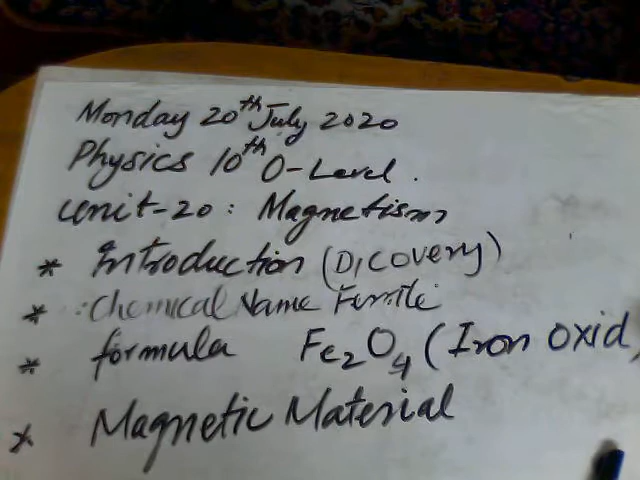 Monday 20th July 2020
Physics 10th O-Level.
Unit-20: Magnetism
* Introduction (Dicovery)
* :Chemical Name Ferrite
* formula Fe₂O₄ (Iron Oxid
* Magnetic Material